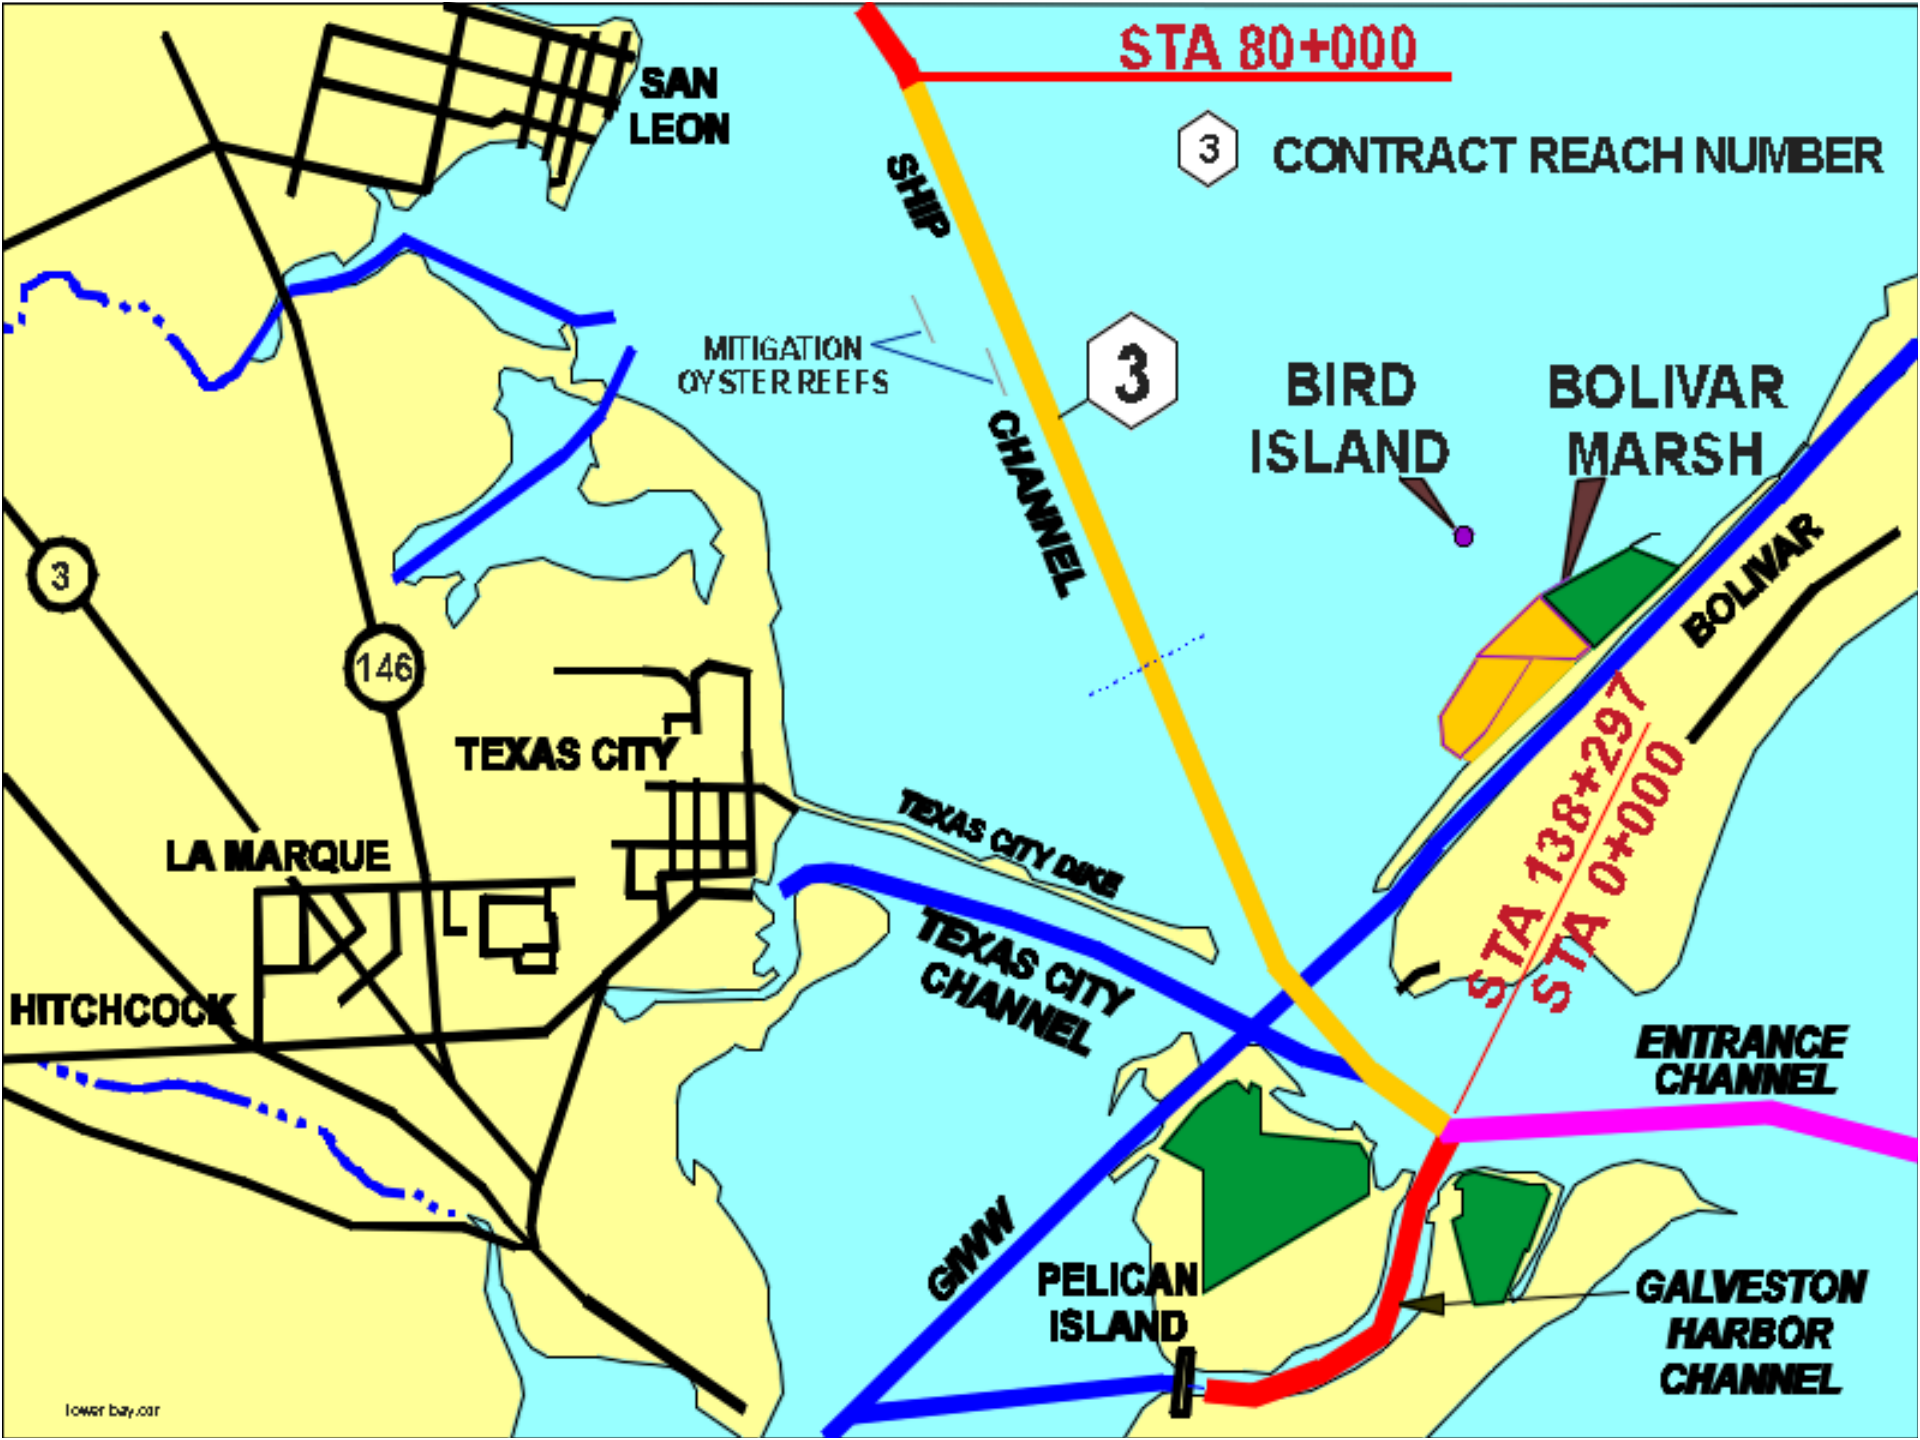 STA 80+000
SAN
LEON
3 CONTRACT REACH NUMBER
SHIP
CHANNEL
MITIGATION
OYSTER REEFS
3
BIRD
ISLAND
BOLIVAR
MARSH
BOLIVAR
3
146
TEXAS CITY
STA 138+297
STA 0+000
TEXAS CITY DIKE
LA MARQUE
TEXAS CITY
CHANNEL
HITCHCOCK
ENTRANCE
CHANNEL
GIWW
PELICAN
ISLAND
GALVESTON
HARBOR
CHANNEL
lower bay.cdr